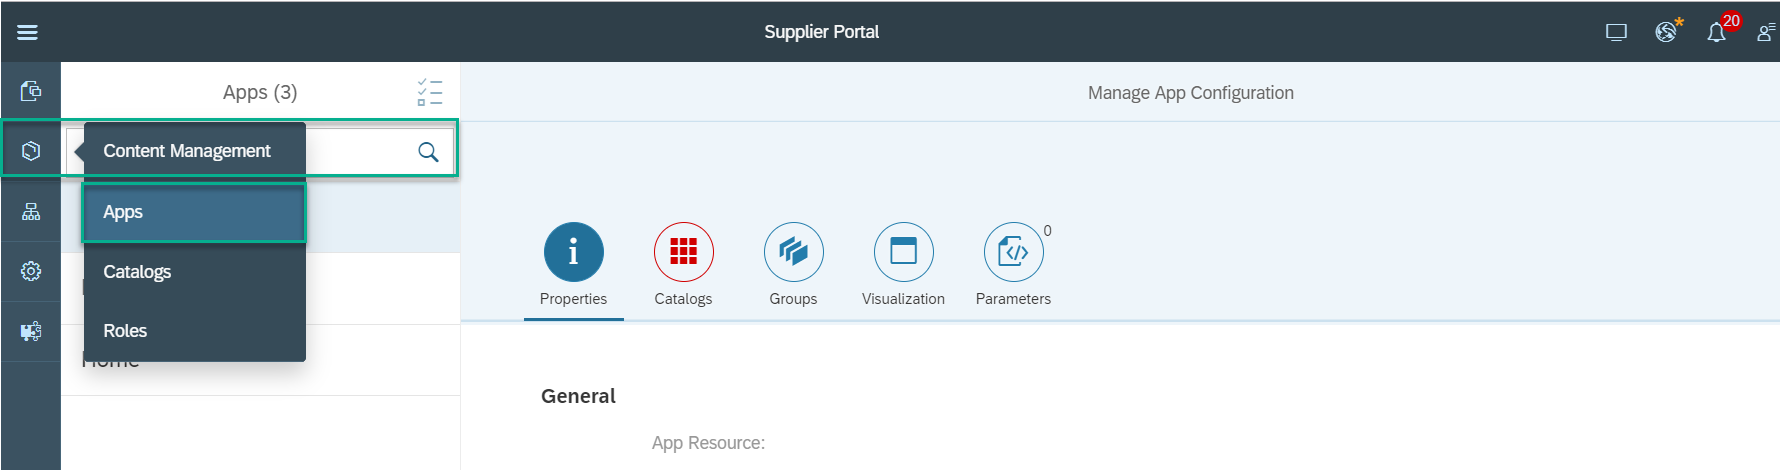 Supplier Portal
20
Apps (3)
Manage App Configuration
Content Management
Apps
Catalogs
Roles
Home
0
Properties
Catalogs
Groups
Visualization
Parameters
General
App Resource: